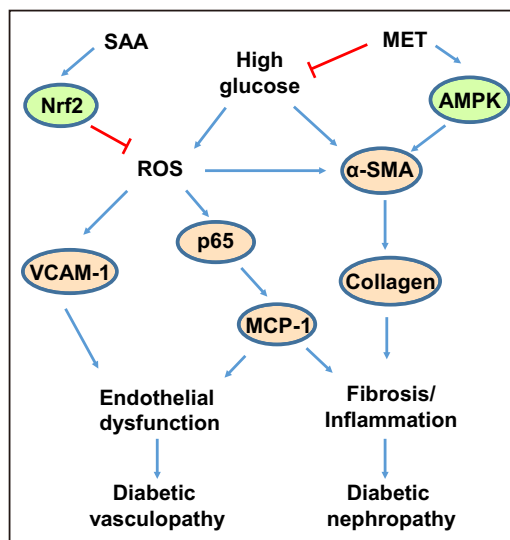 SAA
MET
High
glucose
Nrf2
AMPK
ROS
α-SMA
p65
VCAM-1
Collagen
MCP-1
Endothelial
dysfunction
Fibrosis/
Inflammation
Diabetic
vasculopathy
Diabetic
nephropathy